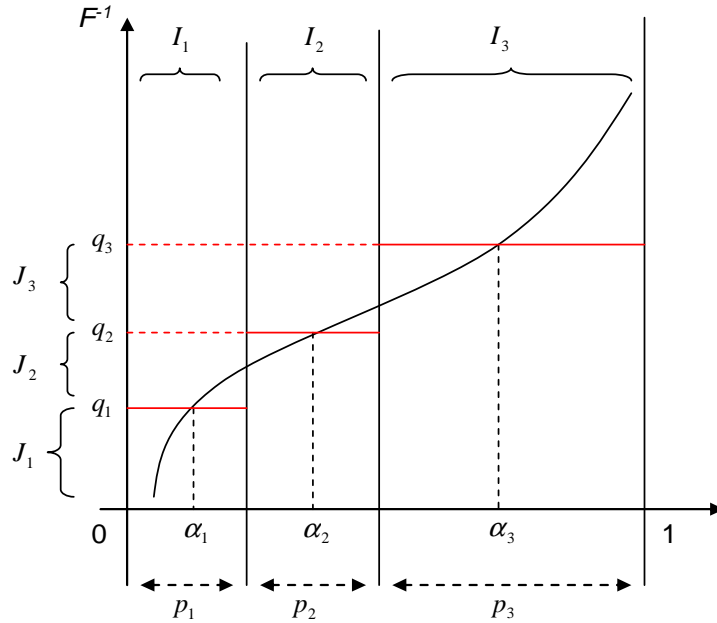 F⁻¹
I₁ I₂ I₃
q₃
J₃
q₂
J₂
q₁
J₁
0 α₁ α₂ α₃ 1
p₁ p₂ p₃